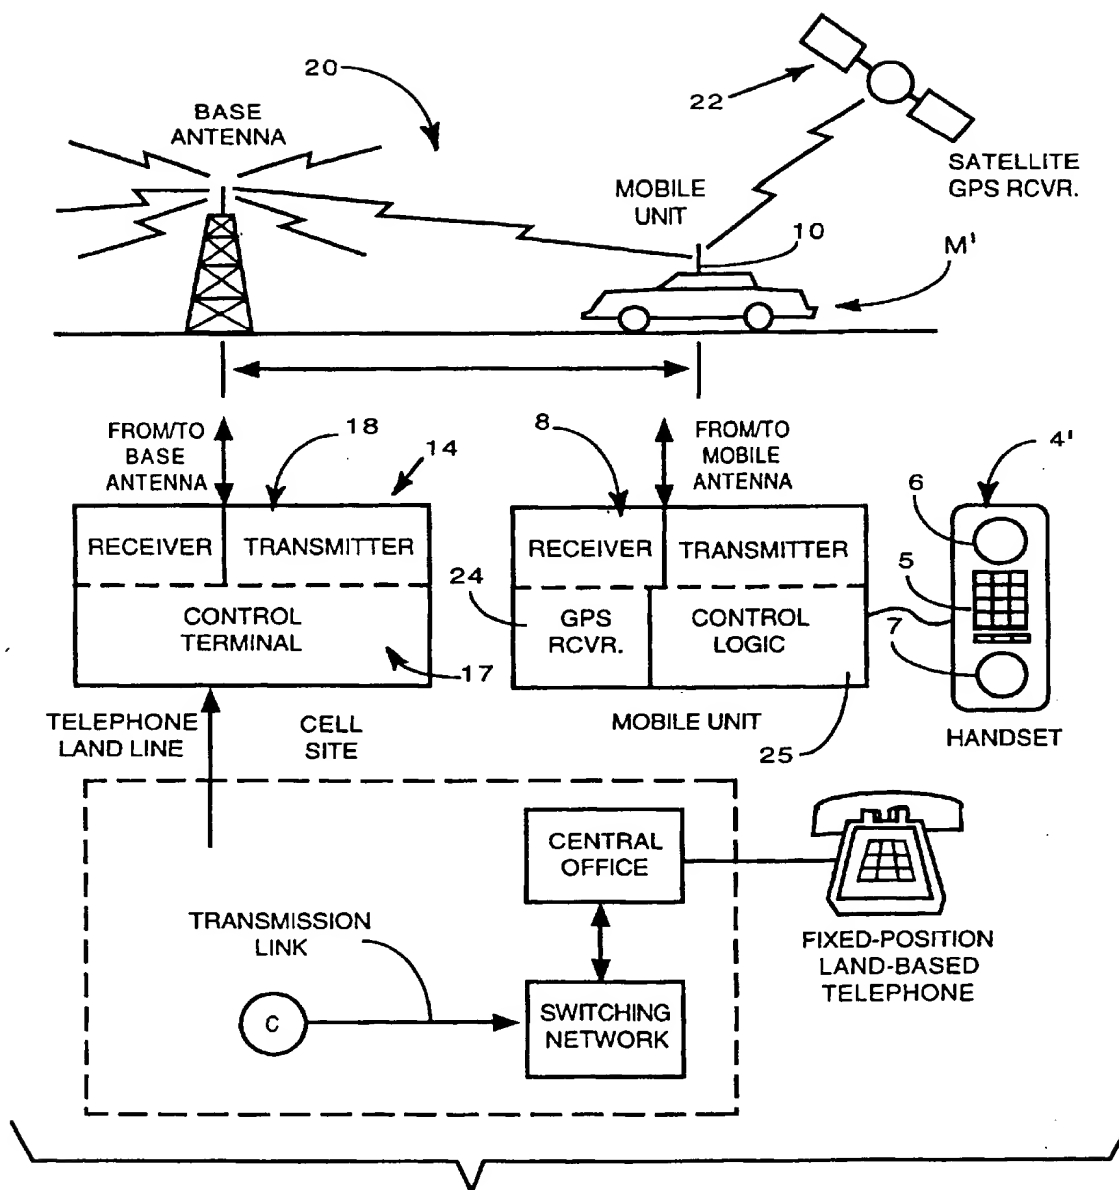 20
22
BASE
ANTENNA
SATELLITE
GPS RCVR.
MOBILE
UNIT
10
M'
FROM/TO
BASE
ANTENNA
18
14
8
FROM/TO
MOBILE
ANTENNA
4'
6
RECEIVER
TRANSMITTER
RECEIVER
TRANSMITTER
5
24
CONTROL
TERMINAL
GPS
RCVR.
CONTROL
LOGIC
7
17
TELEPHONE
LAND LINE
CELL
SITE
MOBILE UNIT
25
HANDSET
CENTRAL
OFFICE
TRANSMISSION
LINK
FIXED-POSITION
LAND-BASED
TELEPHONE
C
SWITCHING
NETWORK